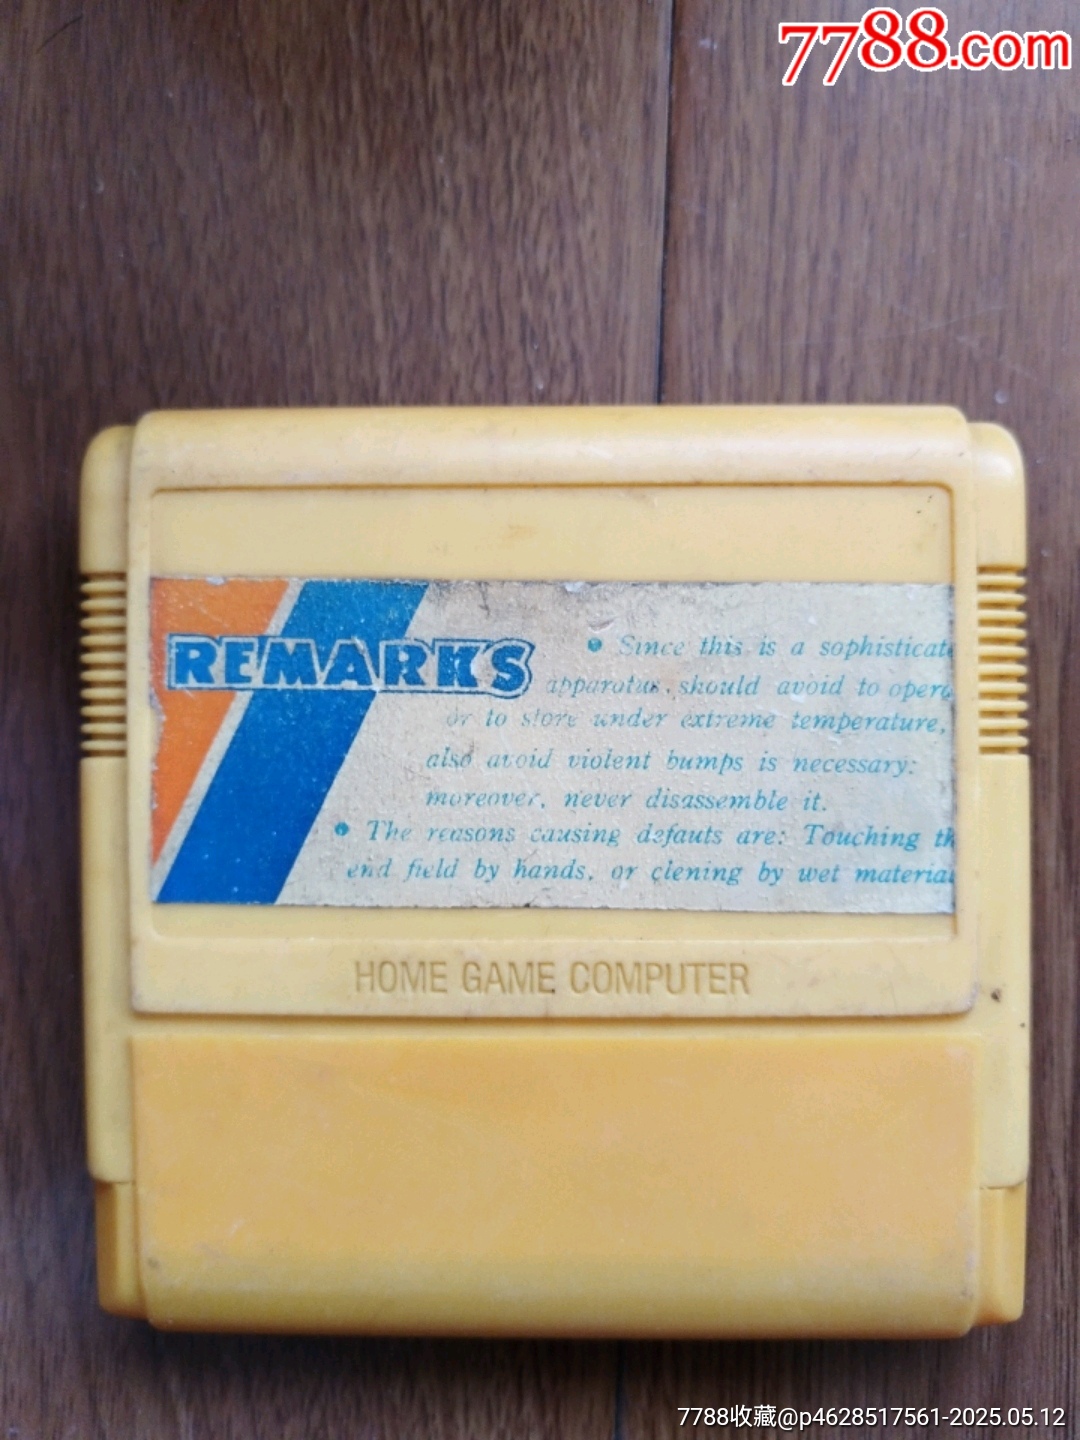 7788.com
REMARKS
• Since this is a sophisticate
apparatus, should avoid to opera
or to store under extreme temperature,
also avoid violent bumps is necessary:
moreover, never disassemble it.
• The reasons causing defauts are: Touching th
end field by hands, or clening by wet material
HOME GAME COMPUTER
7788收藏@p4628517561-2025.05.12